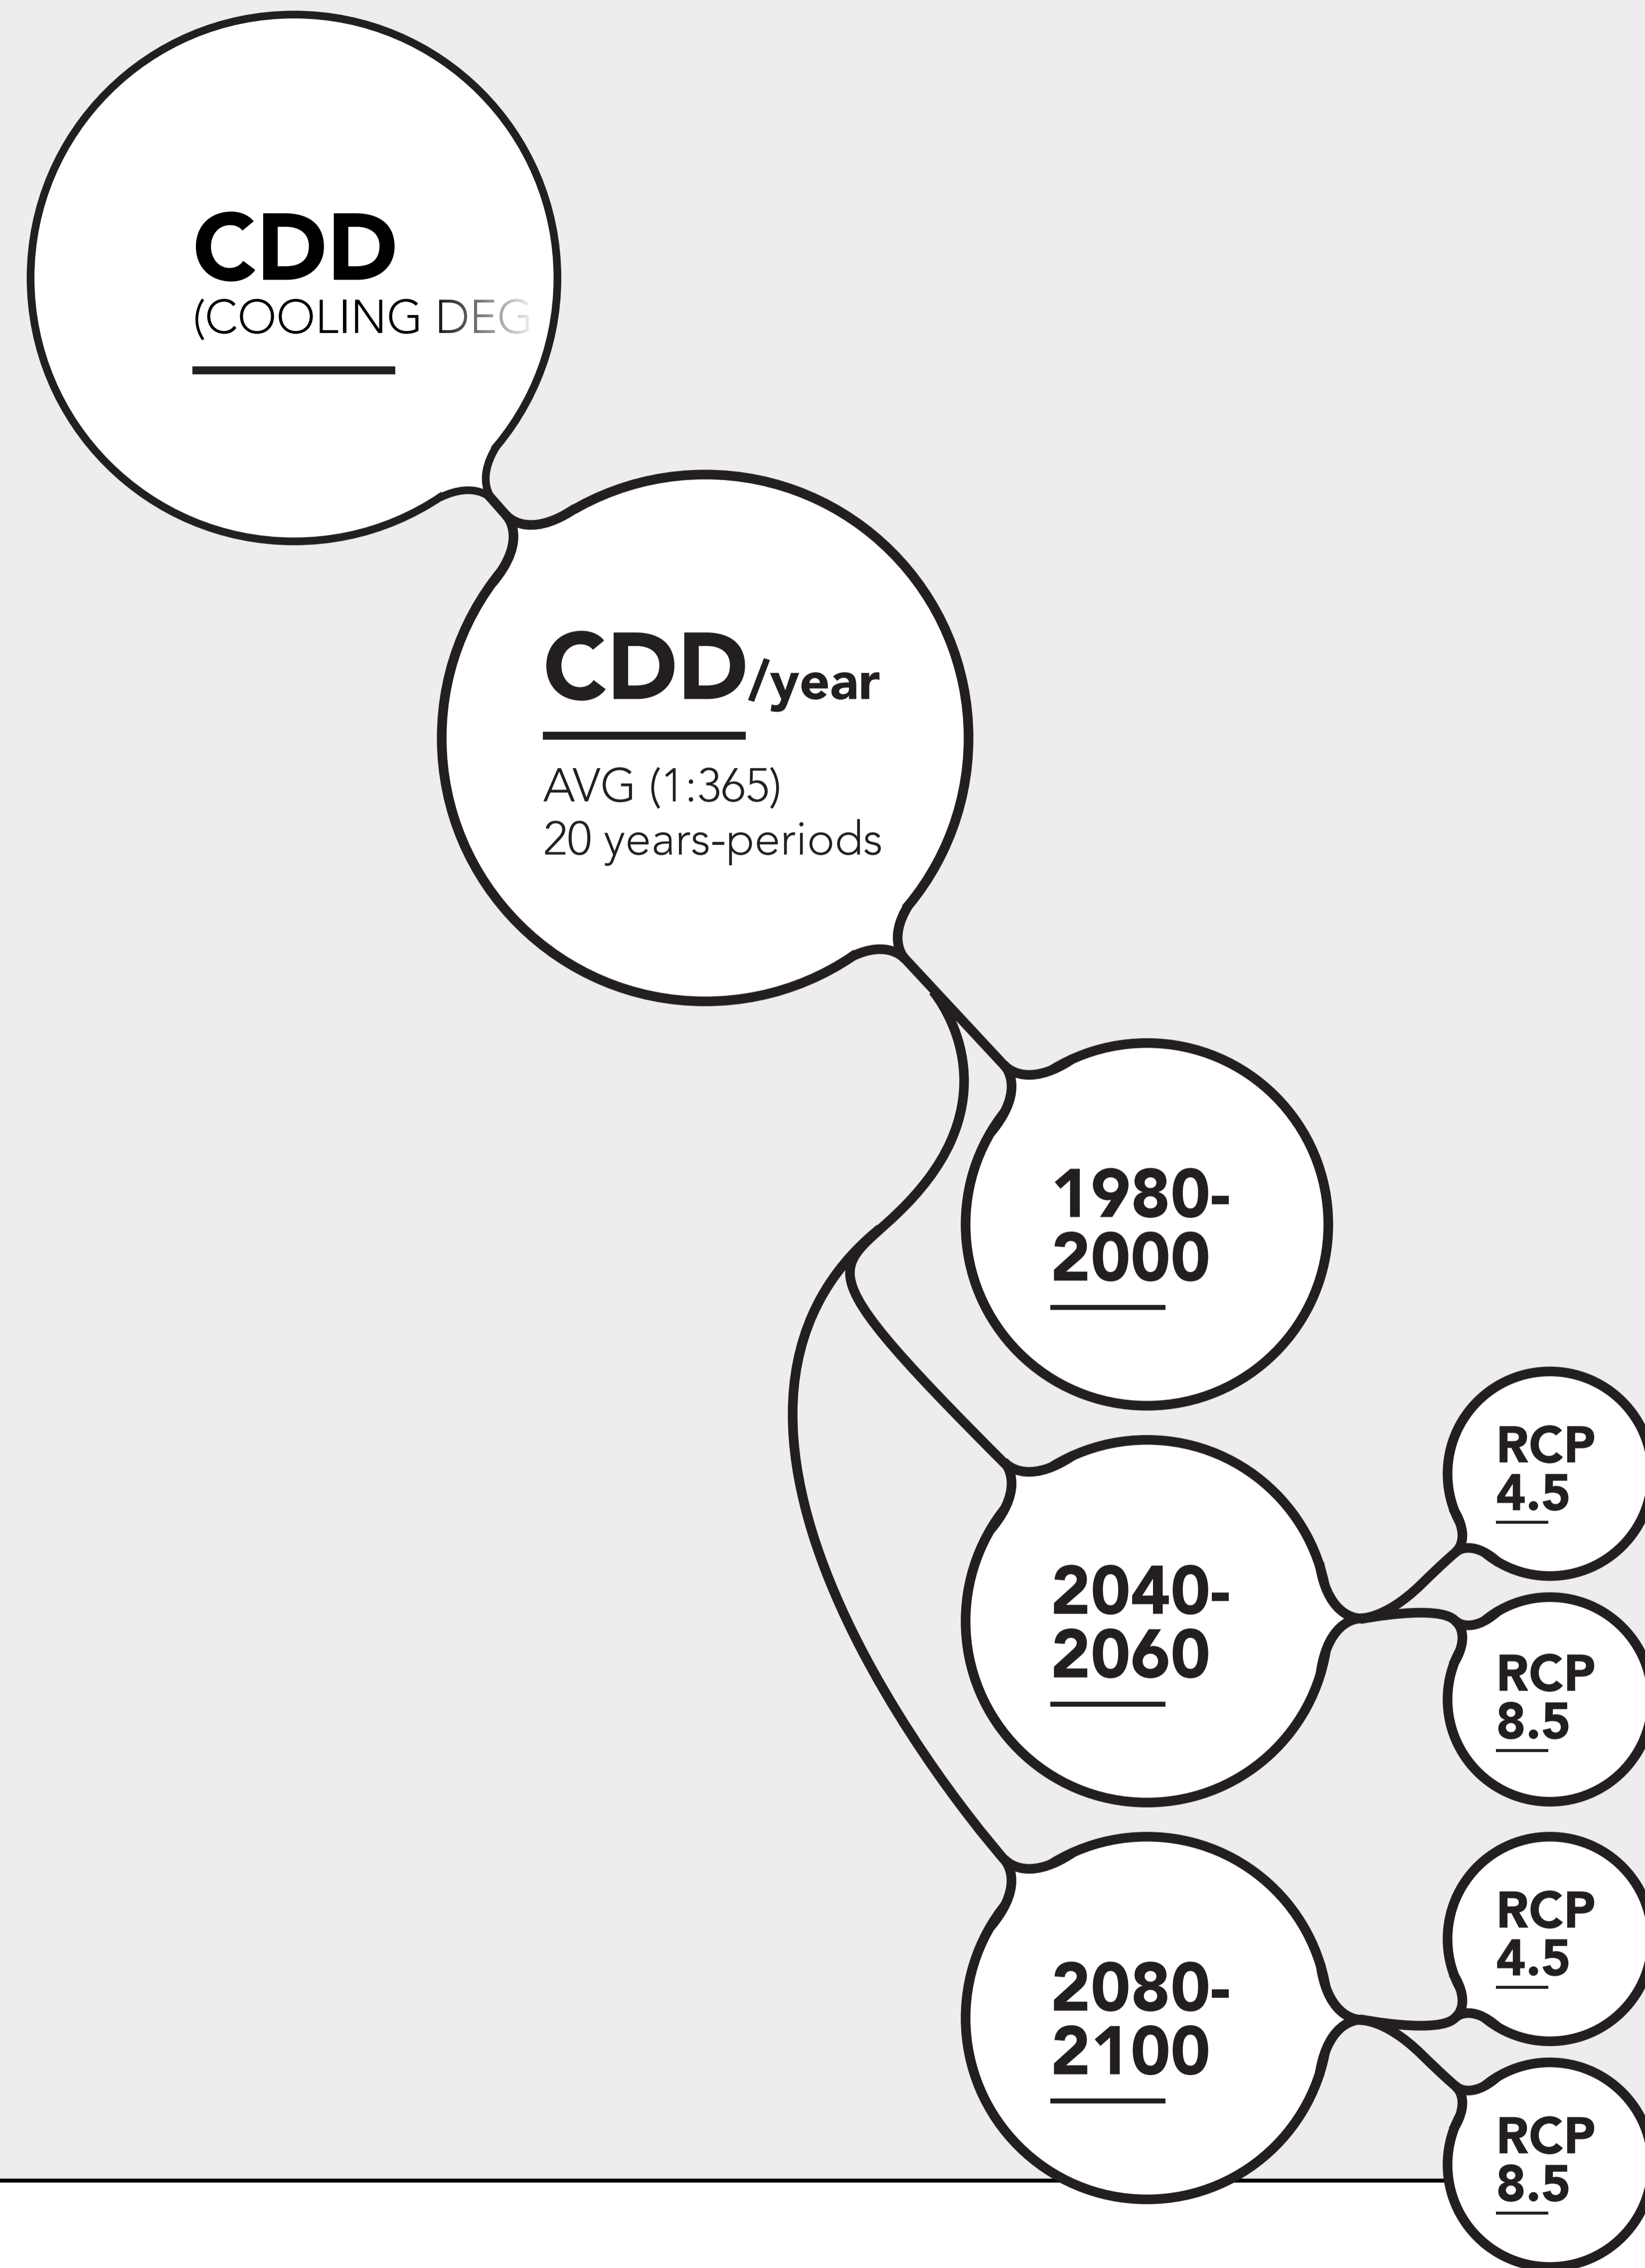 CDD
(COOLING DEG
CDD/year
AVG (1:365)
20 years-periods
1980-
2000
RCP
4.5
2040-
2060
RCP
8.5
RCP
4.5
2080-
2100
RCP
8.5